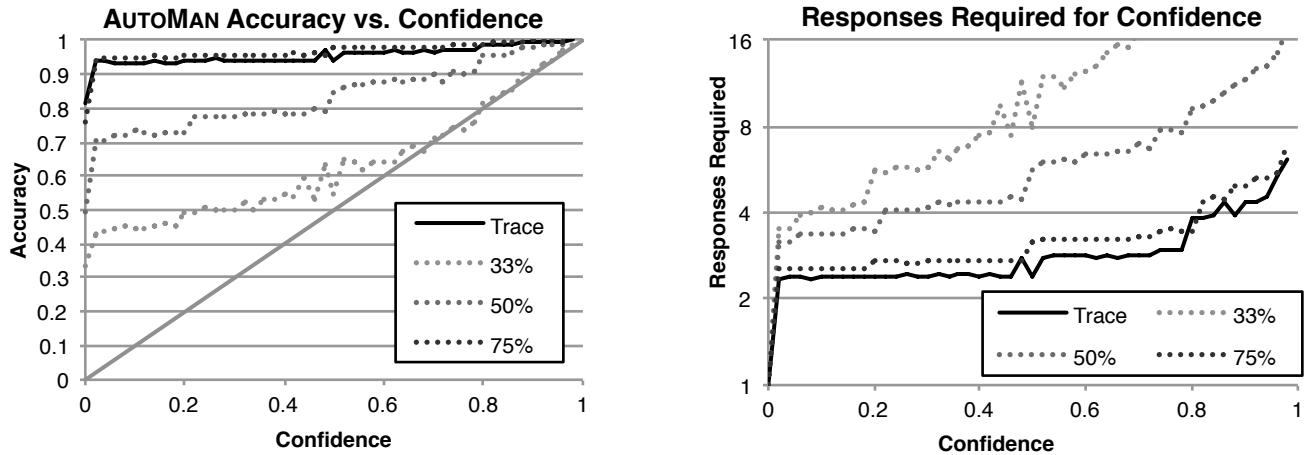 AUTOMAN Accuracy vs. Confidence
1
0.9
0.8
0.7
0.6
0.5
0.4
0.3
0.2
0.1
0
Accuracy
0 0.2 0.4 0.6 0.8 1
Confidence
Trace
33%
50%
75%
Responses Required for Confidence
16
8
4
2
1
Responses Required
0 0.2 0.4 0.6 0.8 1
Confidence
Trace 33%
50% 75%